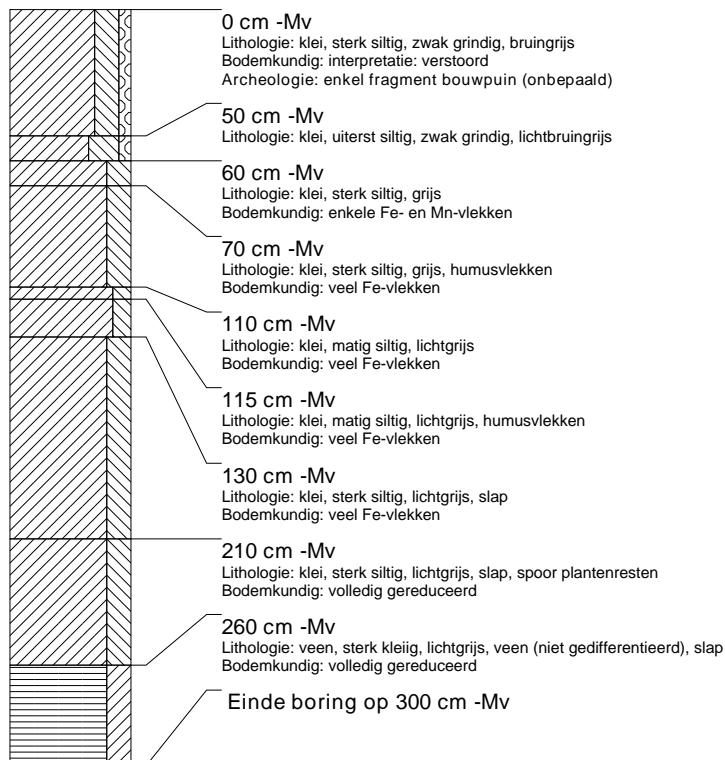 0 cm -Mv
Lithologie: klei, sterk siltig, zwak grindig, bruingrijs
Bodemkundig: interpretatie: verstoord
Archeologie: enkel fragment bouwpuin (onbepaald)
50 cm -Mv
Lithologie: klei, uiterst siltig, zwak grindig, lichtbruingrijs
60 cm -Mv
Lithologie: klei, sterk siltig, grijs
Bodemkundig: enkele Fe- en Mn-vlekken
70 cm -Mv
Lithologie: klei, sterk siltig, grijs, humusvlekken
Bodemkundig: veel Fe-vlekken
110 cm -Mv
Lithologie: klei, matig siltig, lichtgrijs
Bodemkundig: veel Fe-vlekken
115 cm -Mv
Lithologie: klei, matig siltig, lichtgrijs, humusvlekken
Bodemkundig: veel Fe-vlekken
130 cm -Mv
Lithologie: klei, sterk siltig, lichtgrijs, slap
Bodemkundig: veel Fe-vlekken
210 cm -Mv
Lithologie: klei, sterk siltig, lichtgrijs, slap, spoor plantenresten
Bodemkundig: volledig gereduceerd
260 cm -Mv
Lithologie: veen, sterk kleiig, lichtgrijs, veen (niet gedifferentieerd), slap
Bodemkundig: volledig gereduceerd
Einde boring op 300 cm -Mv